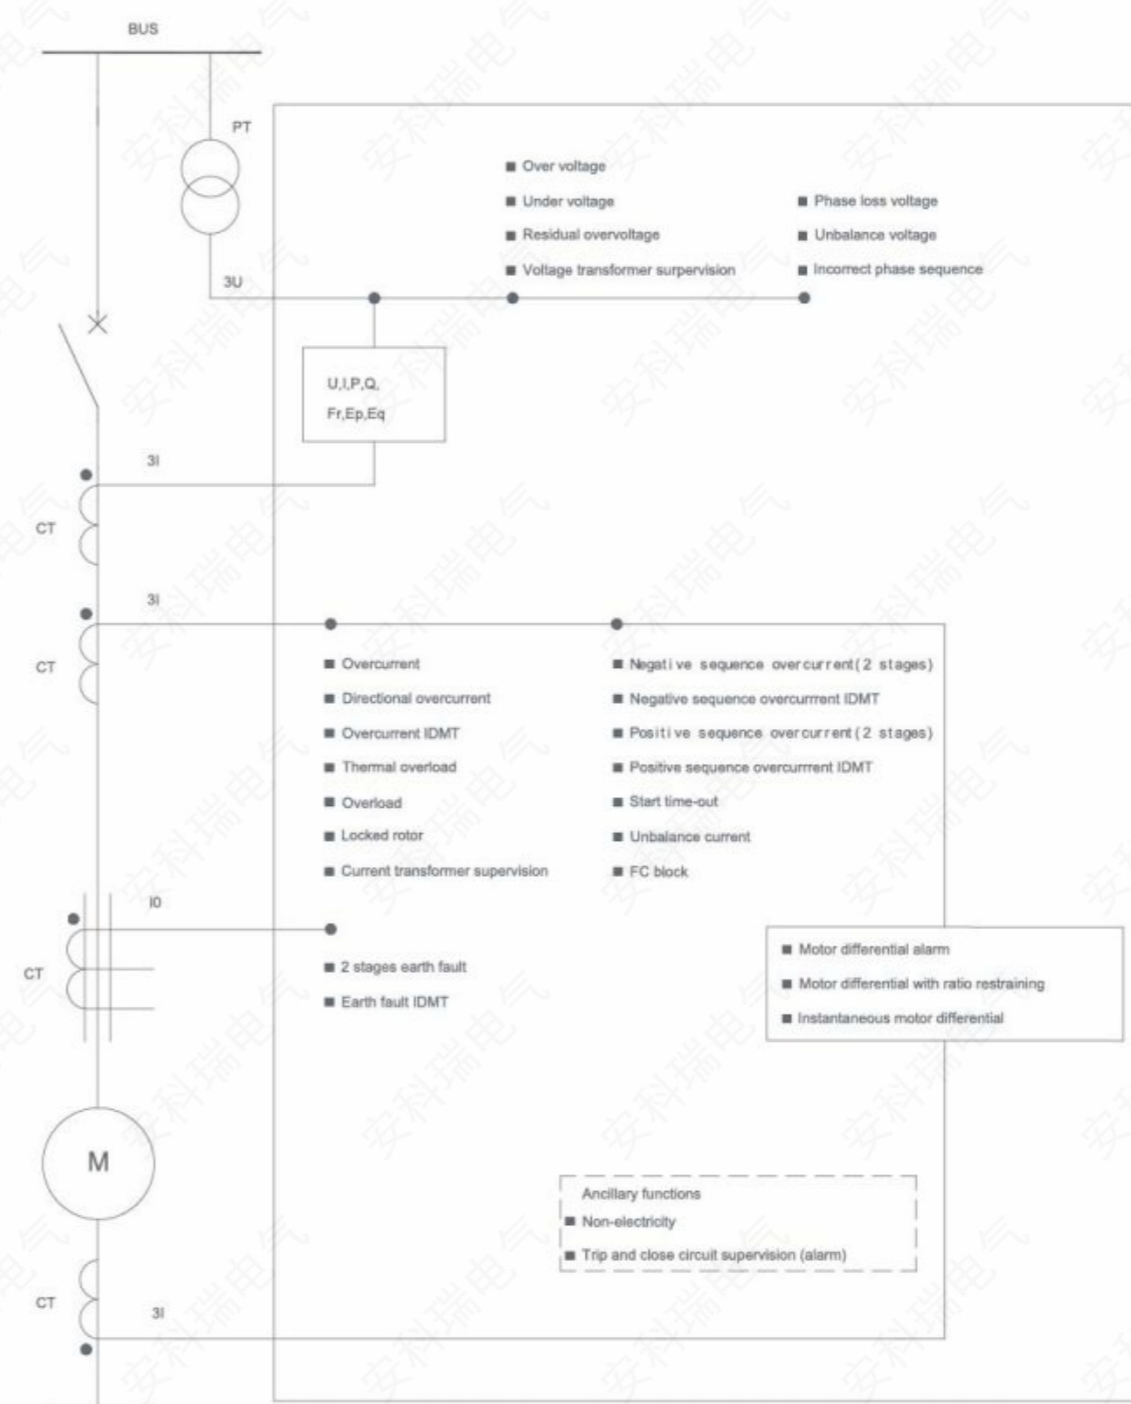 BUS
PT
Over voltage
Under voltage
Phase loss voltage
Residual overvoltage
Unbalance voltage
Voltage transformer surpervision
Incorrect phase sequence
3U
U,I,P,Q,
Fr,Ep,Eq
3I
CT
3I
CT
Overcurrent
Directional overcurrent
Overcurrent IDMT
Thermal overload
Overload
Locked rotor
Current transformer supervision
Negative sequence overcurrent(2 stages)
Negative sequence overcurrrent IDMT
Positive sequence overcurrent(2 stages)
Positive sequence overcurrrent IDMT
Start time-out
Unbalance current
FC block
I0
CT
2 stages earth fault
Earth fault IDMT
Motor differential alarm
Motor differential with ratio restraining
Instantaneous motor differential
M
Ancillary functions
Non-electricity
Trip and close circuit supervision (alarm)
CT
3I
安科瑞电气